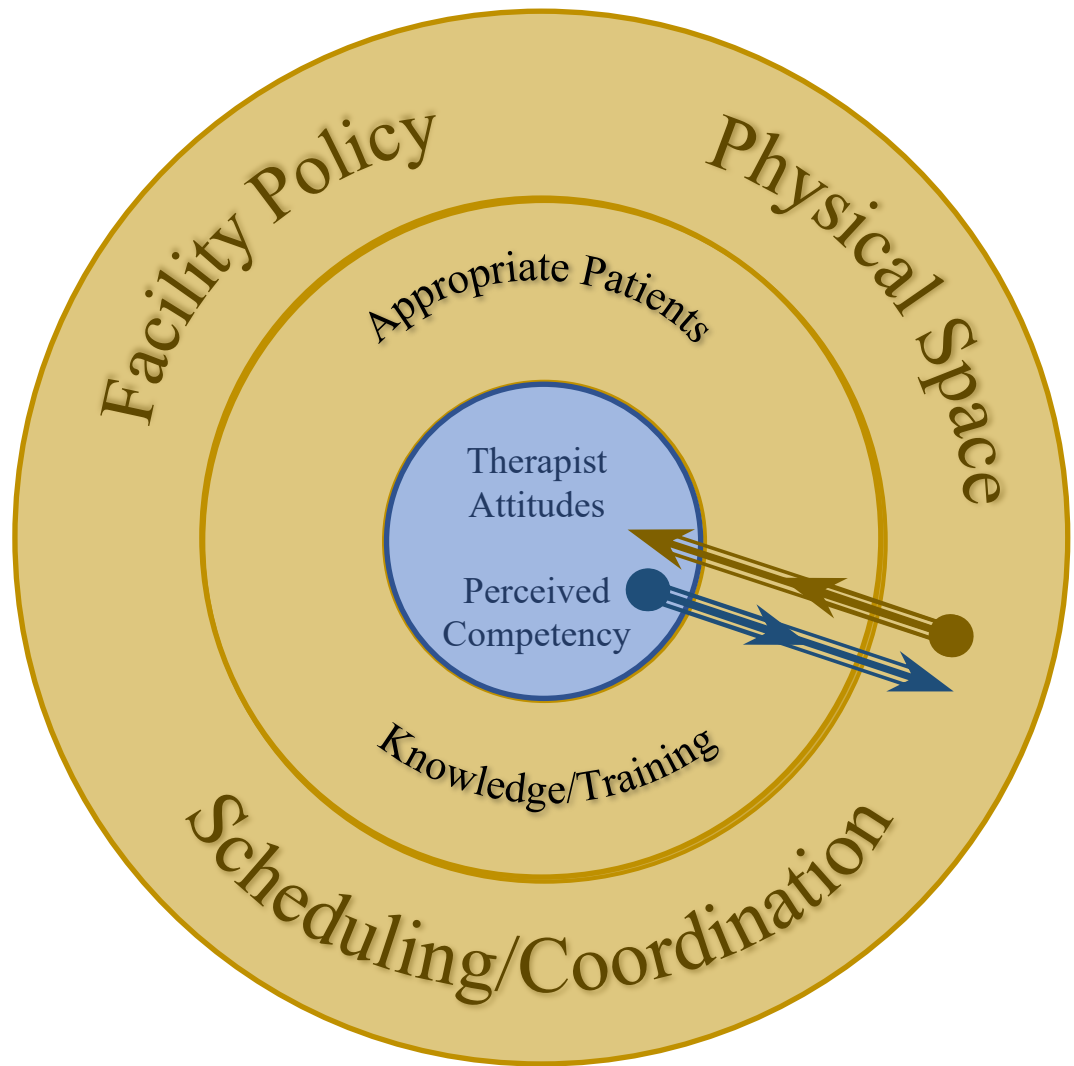 Facility Policy
Physical Space
Appropriate Patients
Therapist
Attitudes
Perceived
Competency
Knowledge/Training
Scheduling/Coordination